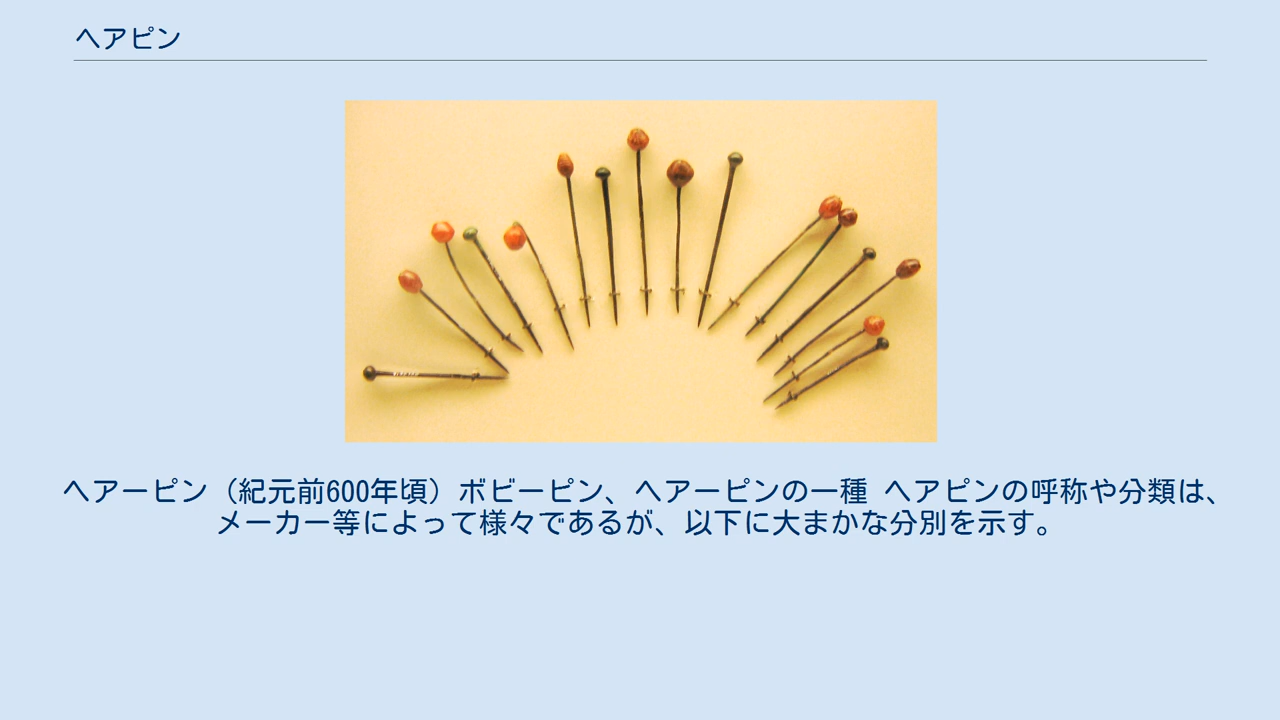 ヘアピン
ヘアーピン（紀元前600年頃）ボビーピン、ヘアーピンの一種 ヘアピンの呼称や分類は、
メーカー等によって様々であるが、以下に大まかな分別を示す。